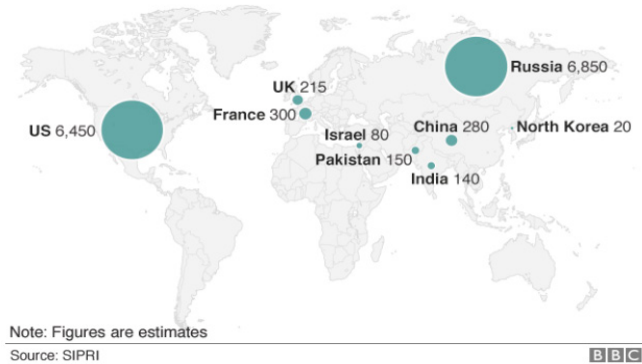 Russia 6,850
UK 215
France 300
US 6,450
Israel 80
China 280
North Korea 20
Pakistan 150
India 140
Note: Figures are estimates
Source: SIPRI
BBC